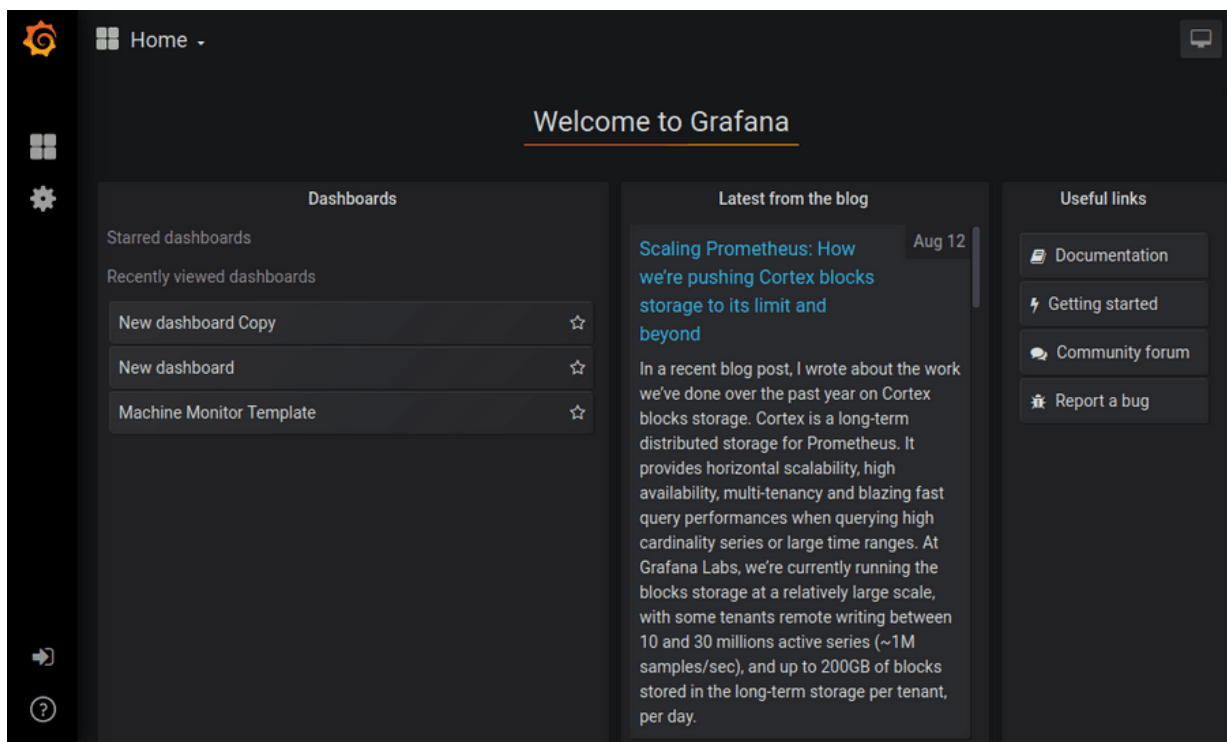 Home
Welcome to Grafana
Dashboards
Starred dashboards
Recently viewed dashboards
New dashboard Copy
New dashboard
Machine Monitor Template
Latest from the blog
Aug 12
Scaling Prometheus: How
we're pushing Cortex blocks
storage to its limit and
beyond
In a recent blog post, I wrote about the work
we've done over the past year on Cortex
blocks storage. Cortex is a long-term
distributed storage for Prometheus. It
provides horizontal scalability, high
availability, multi-tenancy and blazing fast
query performances when querying high
cardinality series or large time ranges. At
Grafana Labs, we're currently running the
blocks storage at a relatively large scale,
with some tenants remote writing between
10 and 30 millions active series (~1M
samples/sec), and up to 200GB of blocks
stored in the long-term storage per tenant,
per day.
Useful links
Documentation
Getting started
Community forum
Report a bug